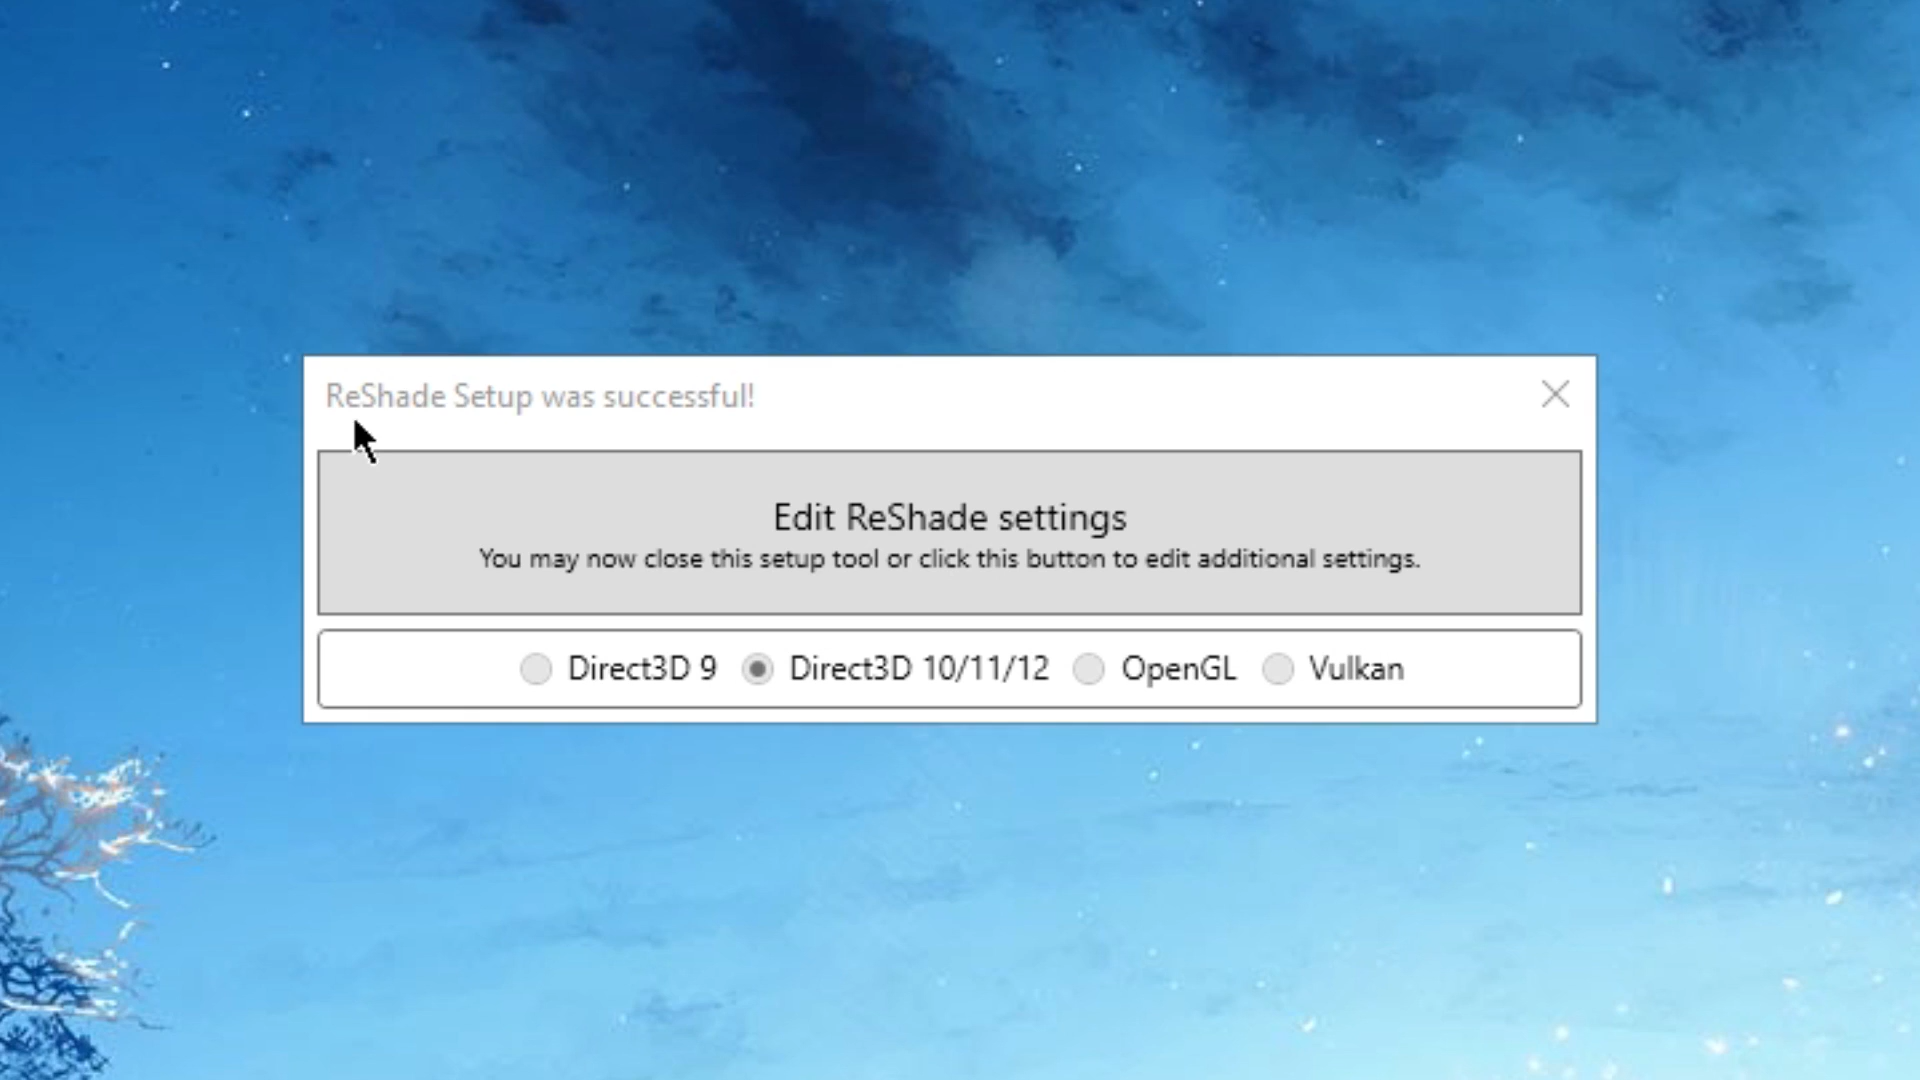 ReShade Setup was successful!
Edit ReShade settings
You may now close this setup tool or click this button to edit additional settings.
Direct3D 9 Direct3D 10/11/12 OpenGL Vulkan